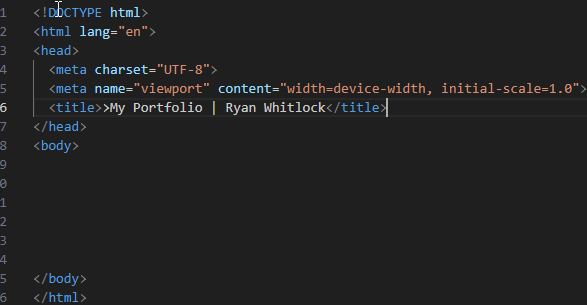 1 <!DOCTYPE html>
2 <html lang="en">
3 <head>
4 <meta charset="UTF-8">
5 <meta name="viewport" content="width=device-width, initial-scale=1.0">
6 <title>>My Portfolio | Ryan Whitlock</title>
7 </head>
8 <body>
9
0
1
2
3
4
5 </body>
6 </html>